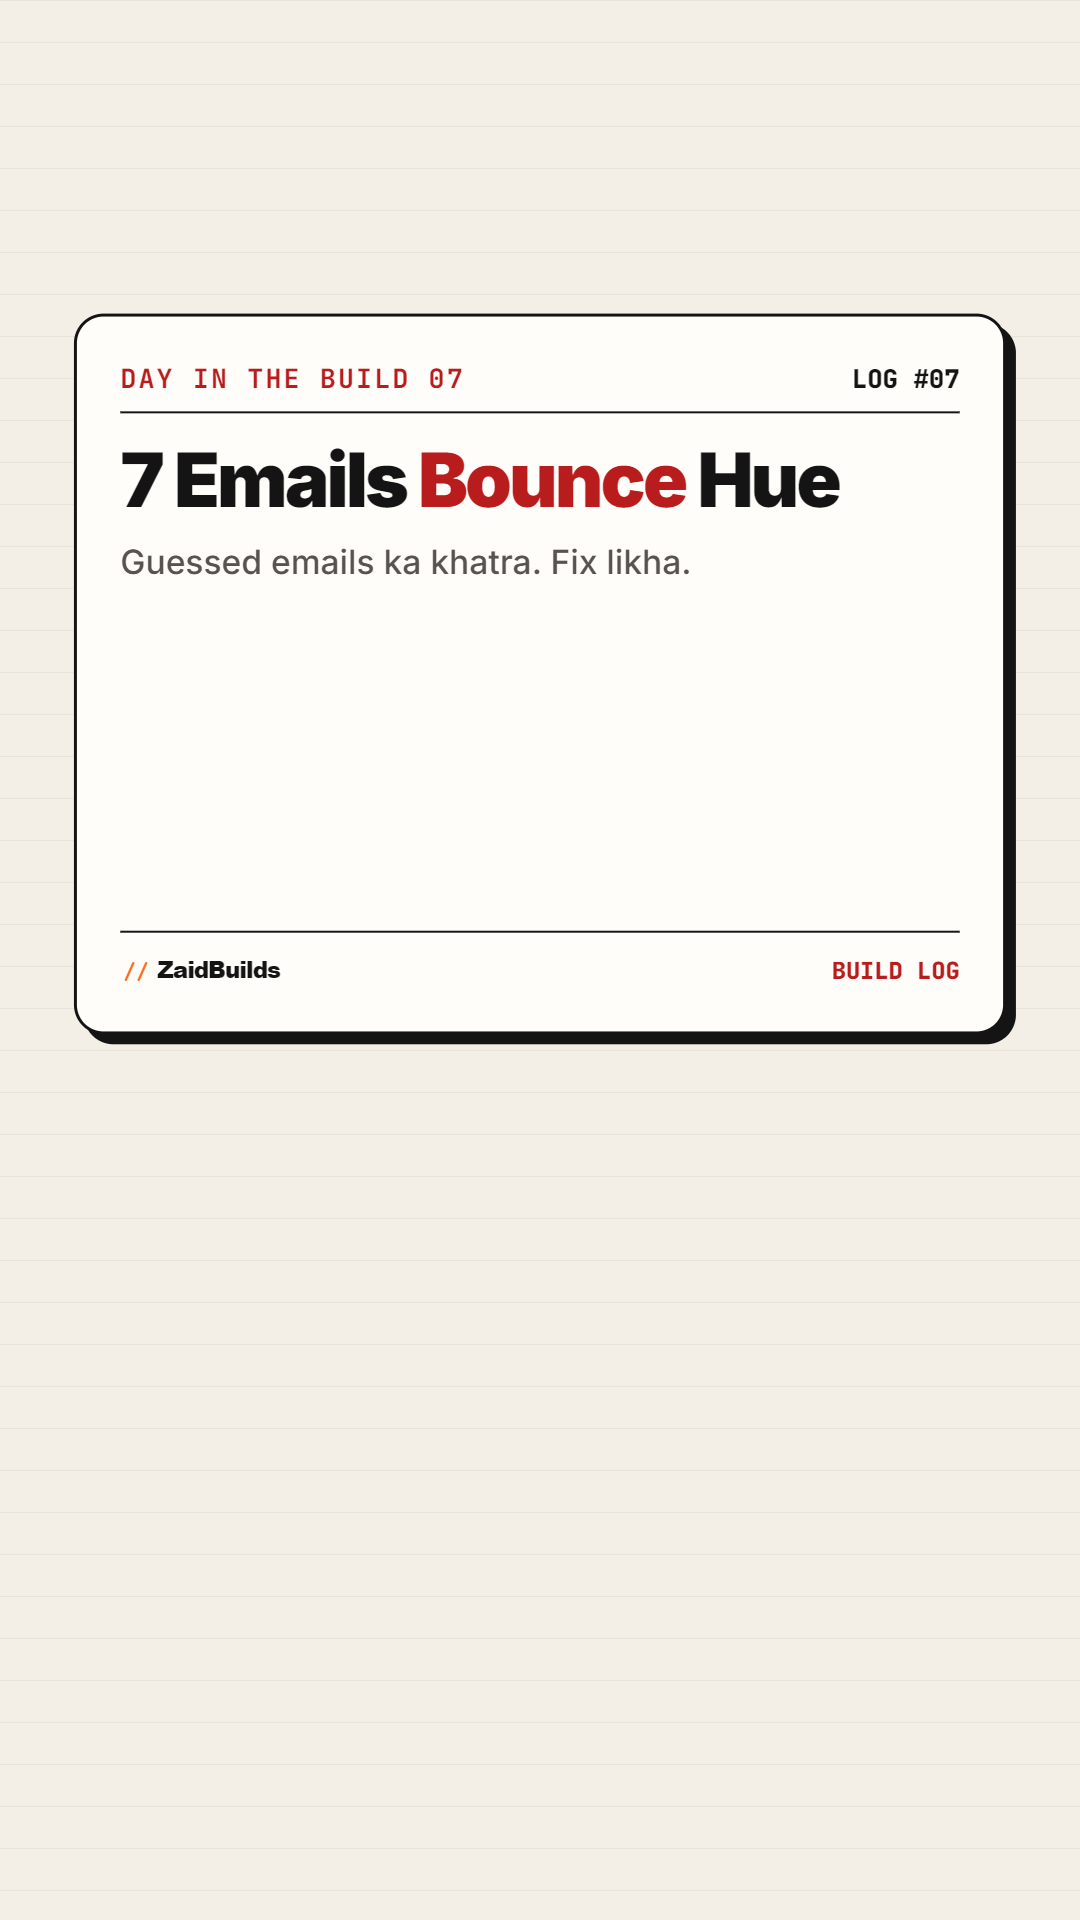 DAY IN THE BUILD 07
LOG #07
7 Emails Bounce Hue
Guessed emails ka khatra. Fix likha.
// ZaidBuilds
BUILD LOG